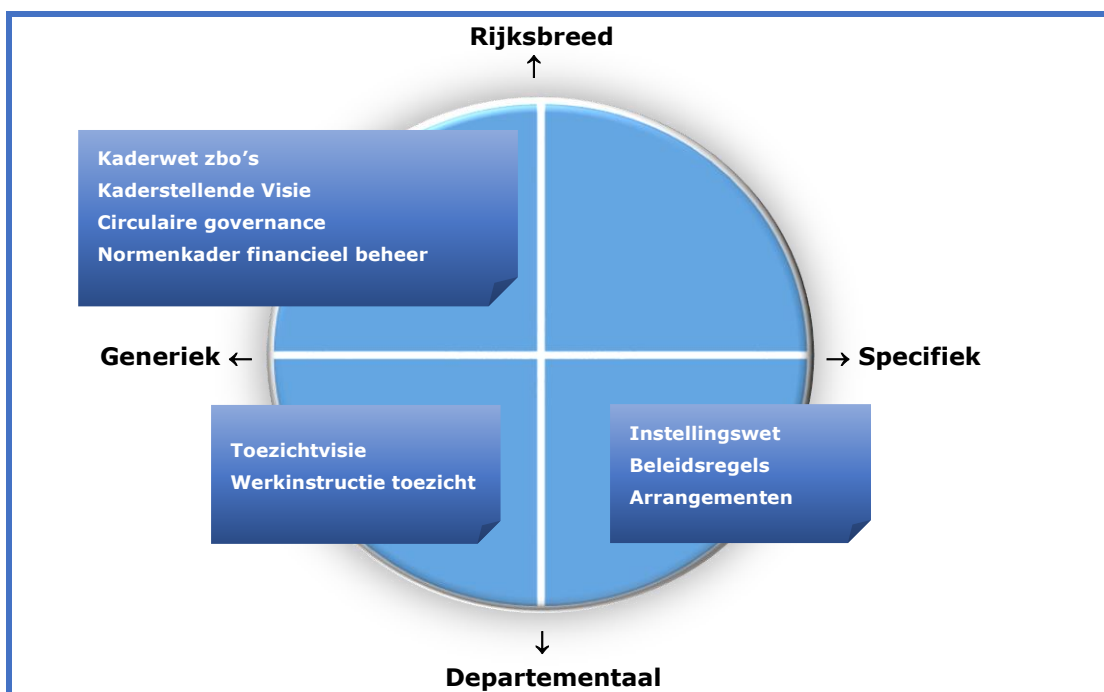 Rijksbreed
↑
Kaderwet zbo’s
Kaderstellende Visie
Circulaire governance
Normenkader financieel beheer
Generiek ←
→ Specifiek
Toezichtvisie
Werkinstructie toezicht
Instellingswet
Beleidsregels
Arrangementen
↓
Departementaal